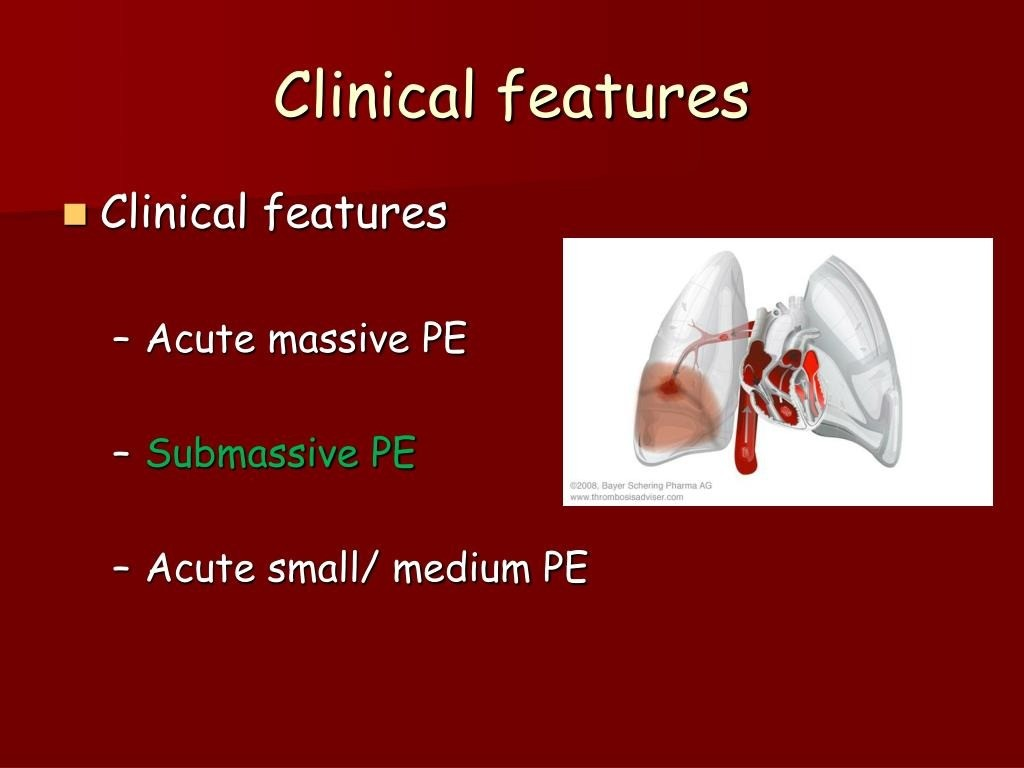 Clinical features
Clinical features
– Acute massive PE
– Submassive PE
– Acute small/ medium PE
©2008, Bayer Schering Pharma AG
www.thrombosisadviser.com